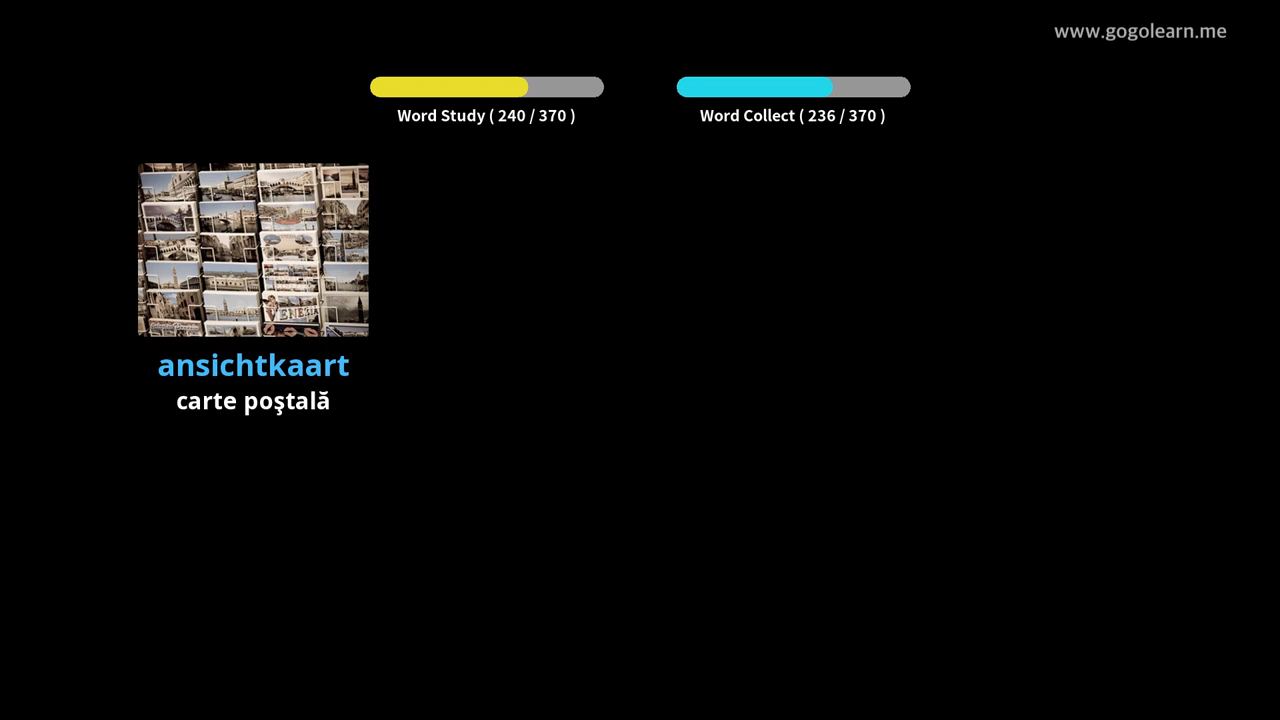 www.gogolearn.me
Word Study ( 240 / 370 )
Word Collect ( 236 / 370 )
ansichtkaart
carte poştală